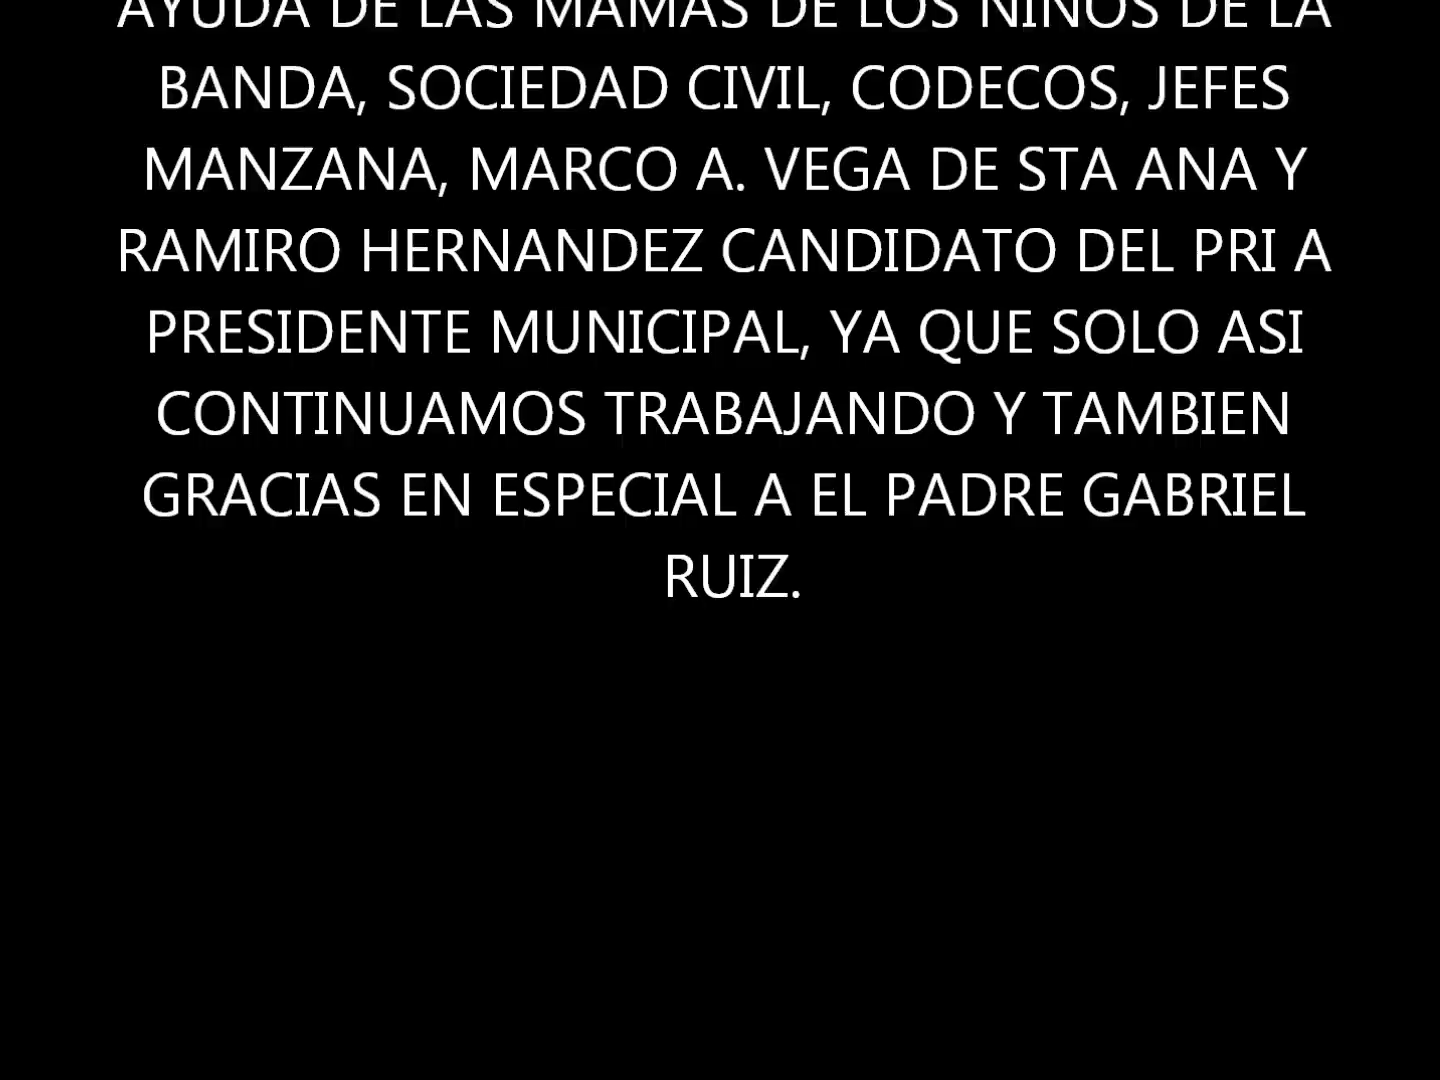 AYUDA DE LAS MAMAS DE LOS NIÑOS DE LA
BANDA, SOCIEDAD CIVIL, CODECOS, JEFES
MANZANA, MARCO A. VEGA DE STA ANA Y
RAMIRO HERNANDEZ CANDIDATO DEL PRI A
PRESIDENTE MUNICIPAL, YA QUE SOLO ASI
CONTINUAMOS TRABAJANDO Y TAMBIEN
GRACIAS EN ESPECIAL A EL PADRE GABRIEL
RUIZ.